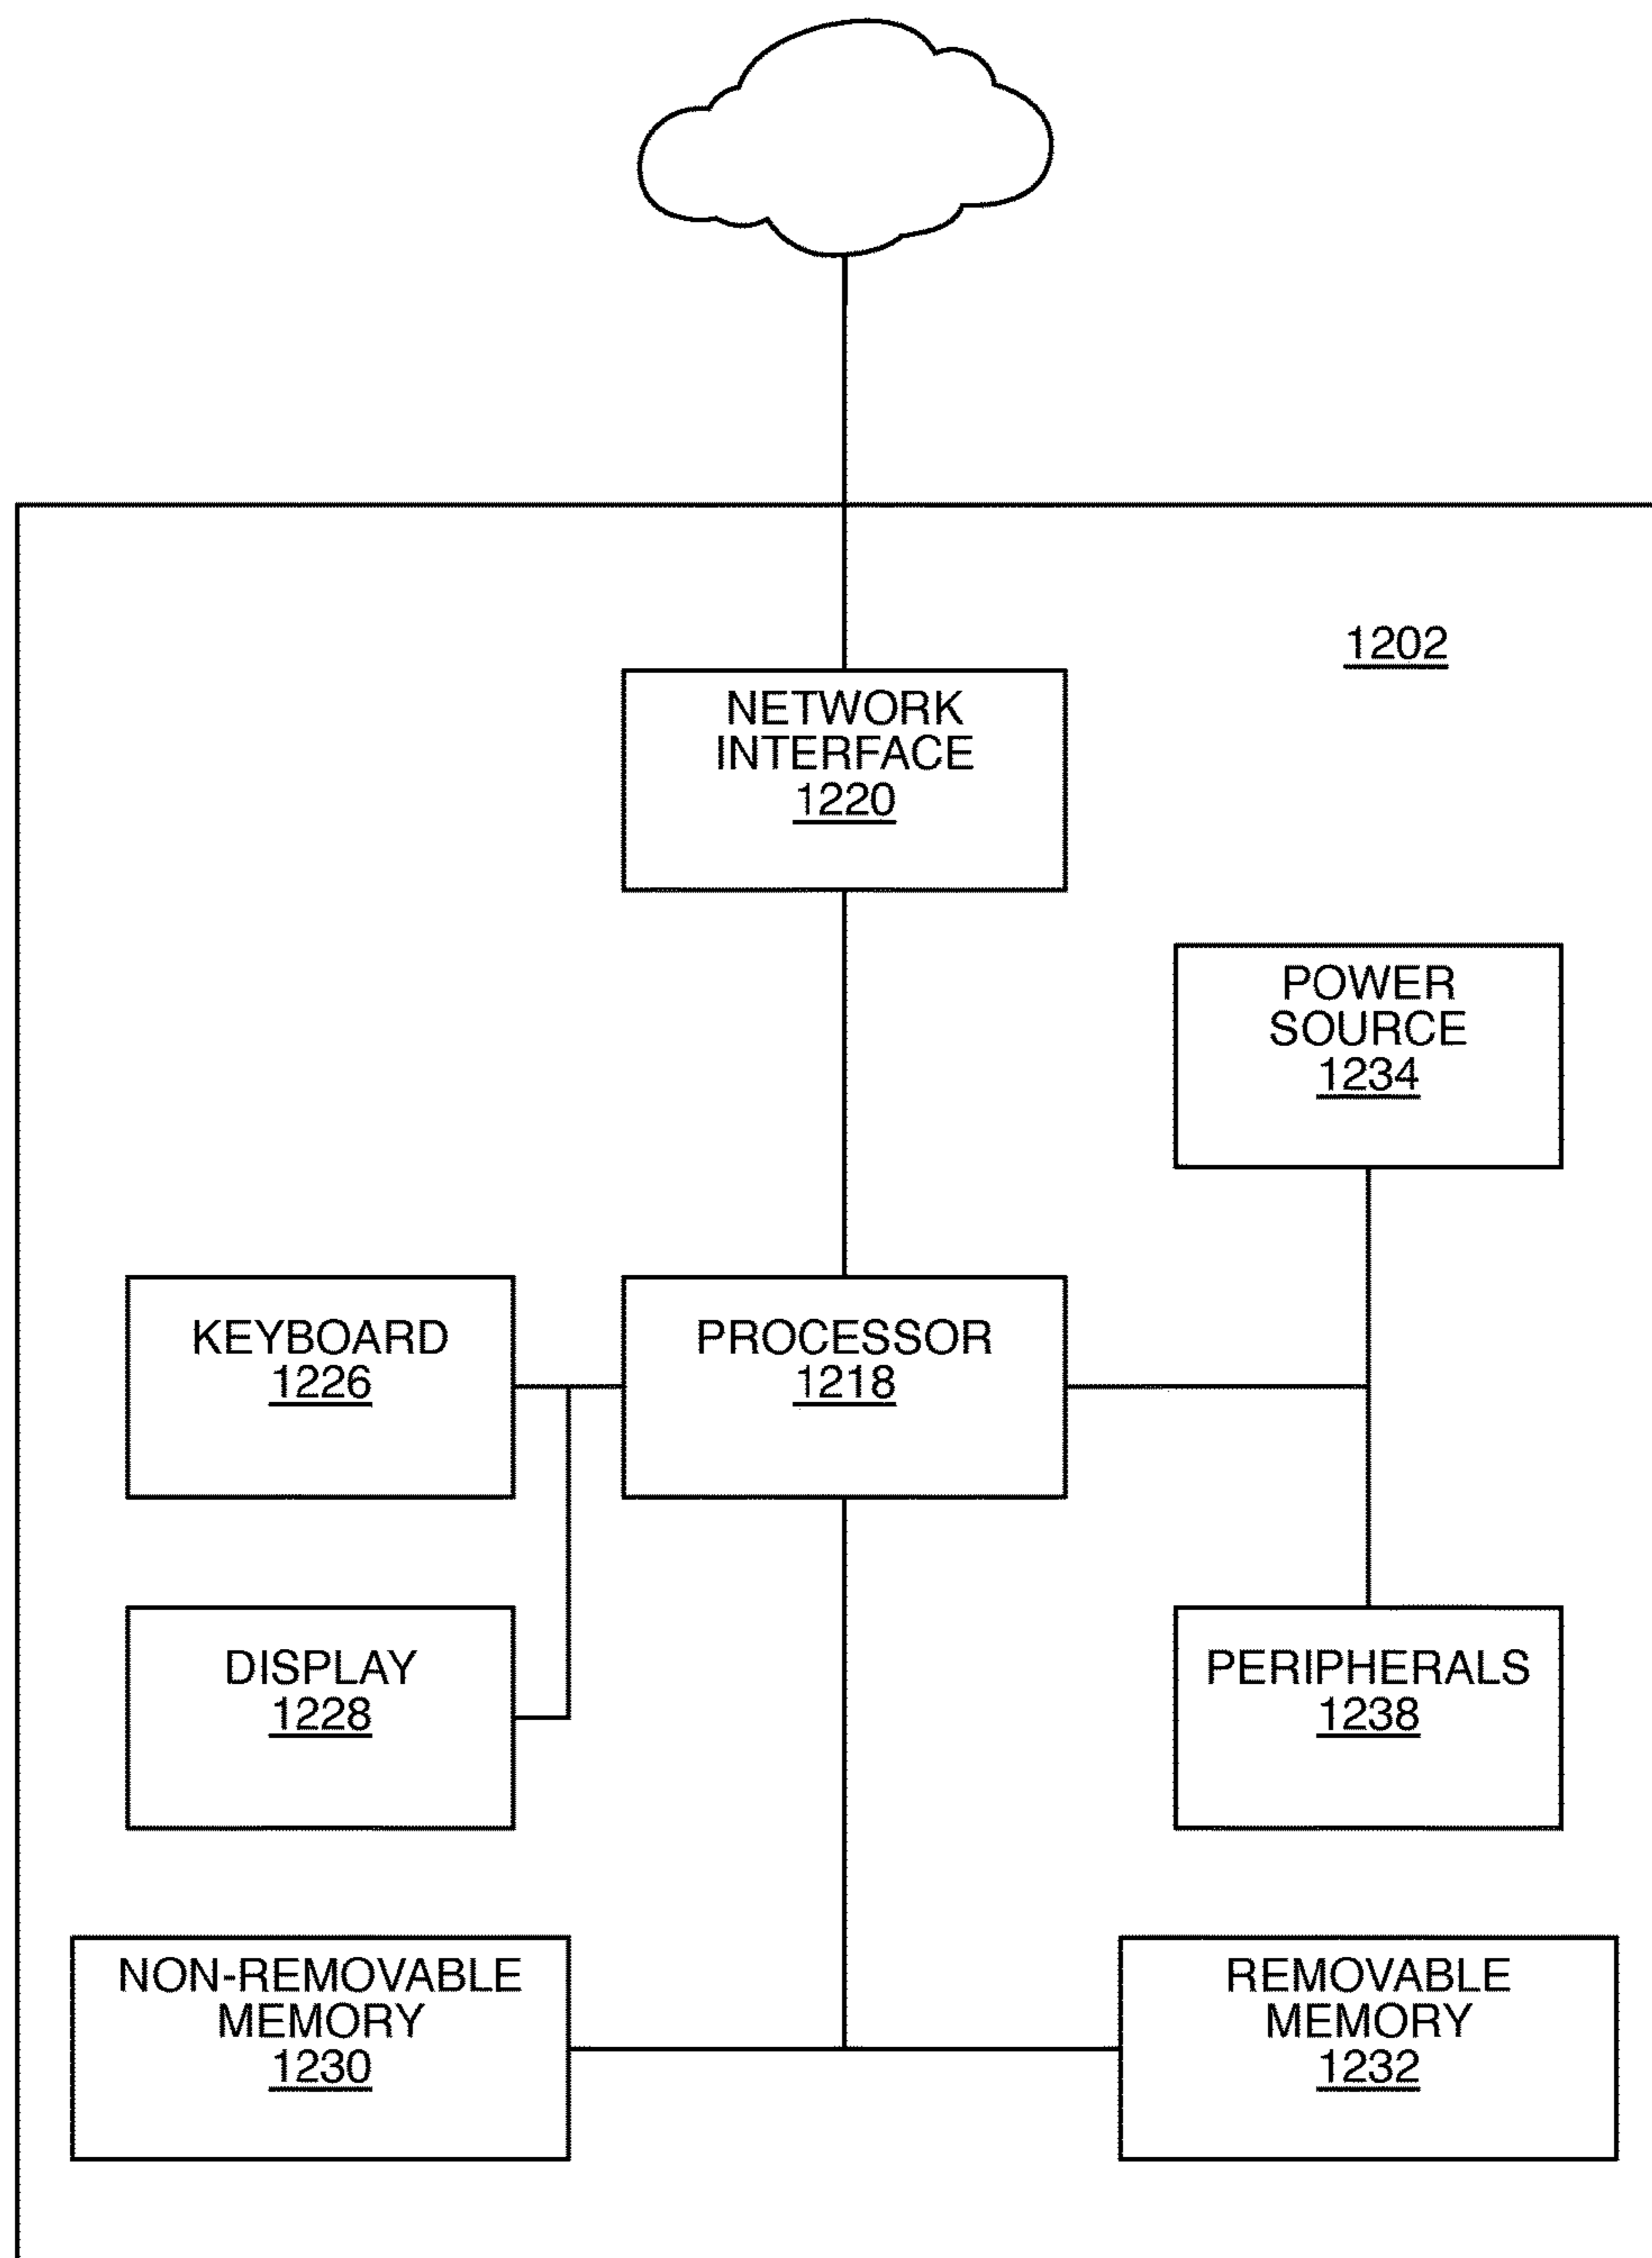 1202
NETWORK
INTERFACE
1220
POWER
SOURCE
1234
KEYBOARD
1226
PROCESSOR
1218
DISPLAY
1228
PERIPHERALS
1238
NON-REMOVABLE
MEMORY
1230
REMOVABLE
MEMORY
1232